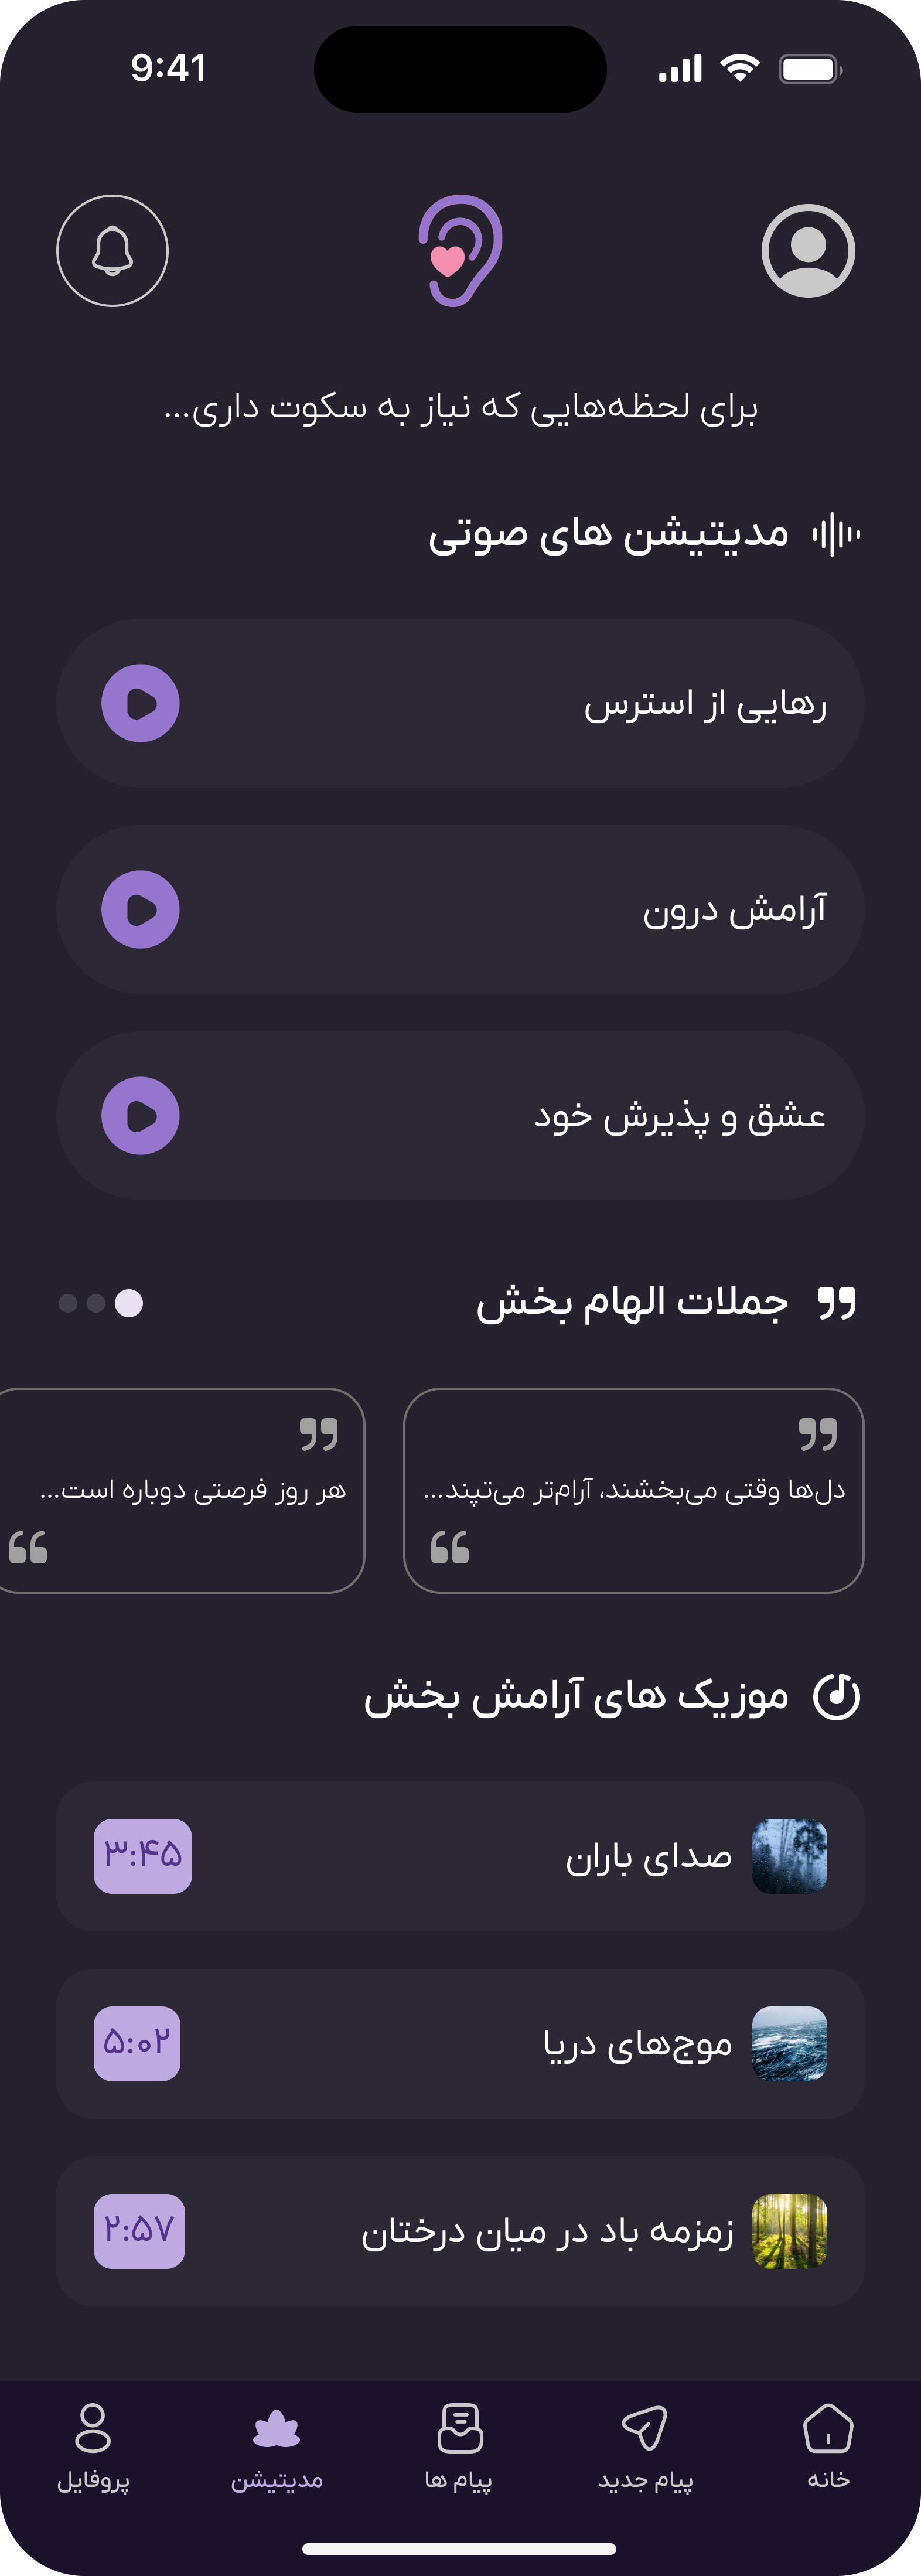 9:41
برای لحظه‌هایی که نیاز به سکوت داری...
مدیتیشن های صوتی
رهایی از استرس
آرامش درون
عشق و پذیرش خود
جملات الهام بخش
دل‌ها وقتی می‌بخشند، آرام‌تر می‌تپند...
هر روز فرصتی دوباره است...
موزیک های آرامش بخش
صدای باران
۳:۴۵
موج‌های دریا
۵:۰۲
زمزمه باد در میان درختان
۲:۵۷
خانه
پیام جدید
پیام ها
مدیتیشن
پروفایل